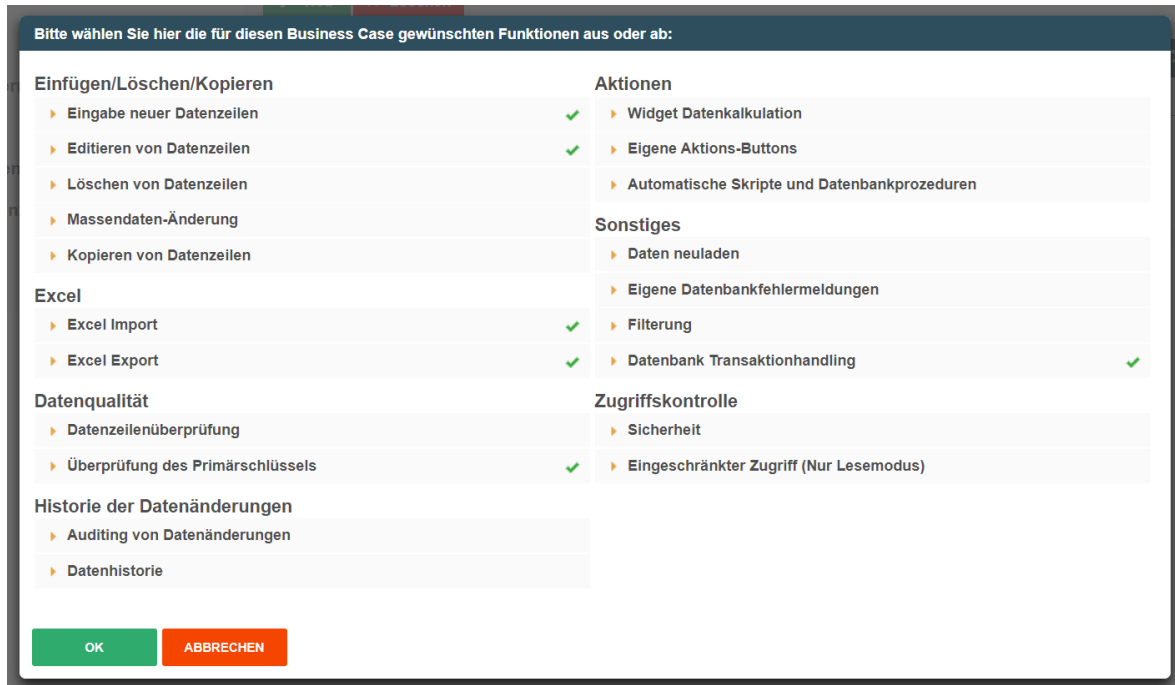 Bitte wählen Sie hier die für diesen Business Case gewünschten Funktionen aus oder ab:
Einfügen/Löschen/Kopieren
Eingabe neuer Datenzeilen
Editieren von Datenzeilen
Löschen von Datenzeilen
Massendaten-Änderung
Kopieren von Datenzeilen
Excel
Excel Import
Excel Export
Datenqualität
Datenzeilenüberprüfung
Überprüfung des Primärschlüssels
Historie der Datenänderungen
Auditing von Datenänderungen
Datenhistorie
Aktionen
Widget Datenkalkulation
Eigene Aktions-Buttons
Automatische Skripte und Datenbankprozeduren
Sonstiges
Daten neuladen
Eigene Datenbankfehlermeldungen
Filterung
Datenbank Transaktionhandling
Zugriffskontrolle
Sicherheit
Eingeschränkter Zugriff (Nur Lesemodus)
OK
ABBRECHEN